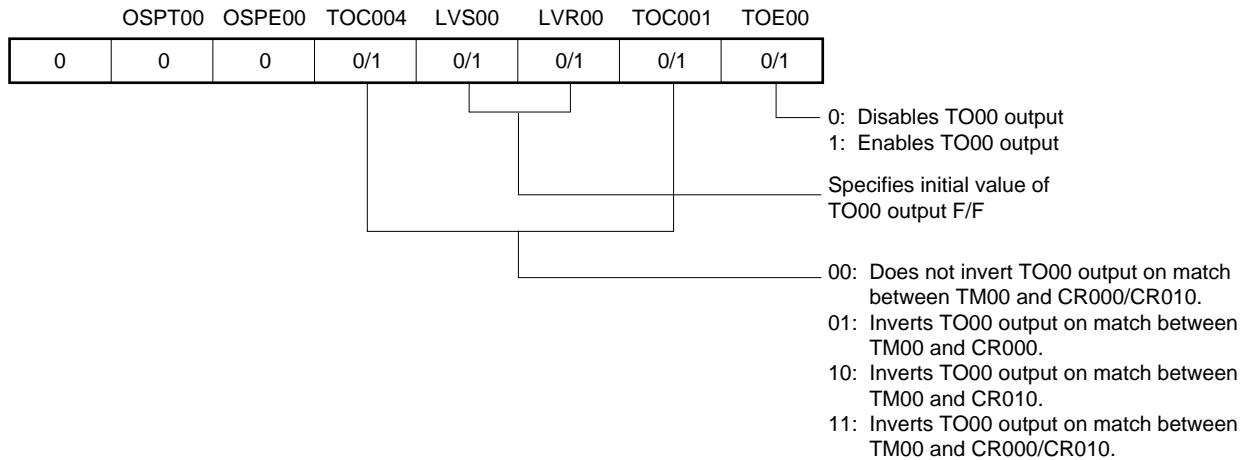 OSPT00 OSPE00 TOC004 LVS00 LVR00 TOC001 TOE00
0 0 0 0/1 0/1 0/1 0/1 0/1
0: Disables TO00 output
1: Enables TO00 output
Specifies initial value of
TO00 output F/F
00: Does not invert TO00 output on match
between TM00 and CR000/CR010.
01: Inverts TO00 output on match between
TM00 and CR000.
10: Inverts TO00 output on match between
TM00 and CR010.
11: Inverts TO00 output on match between
TM00 and CR000/CR010.